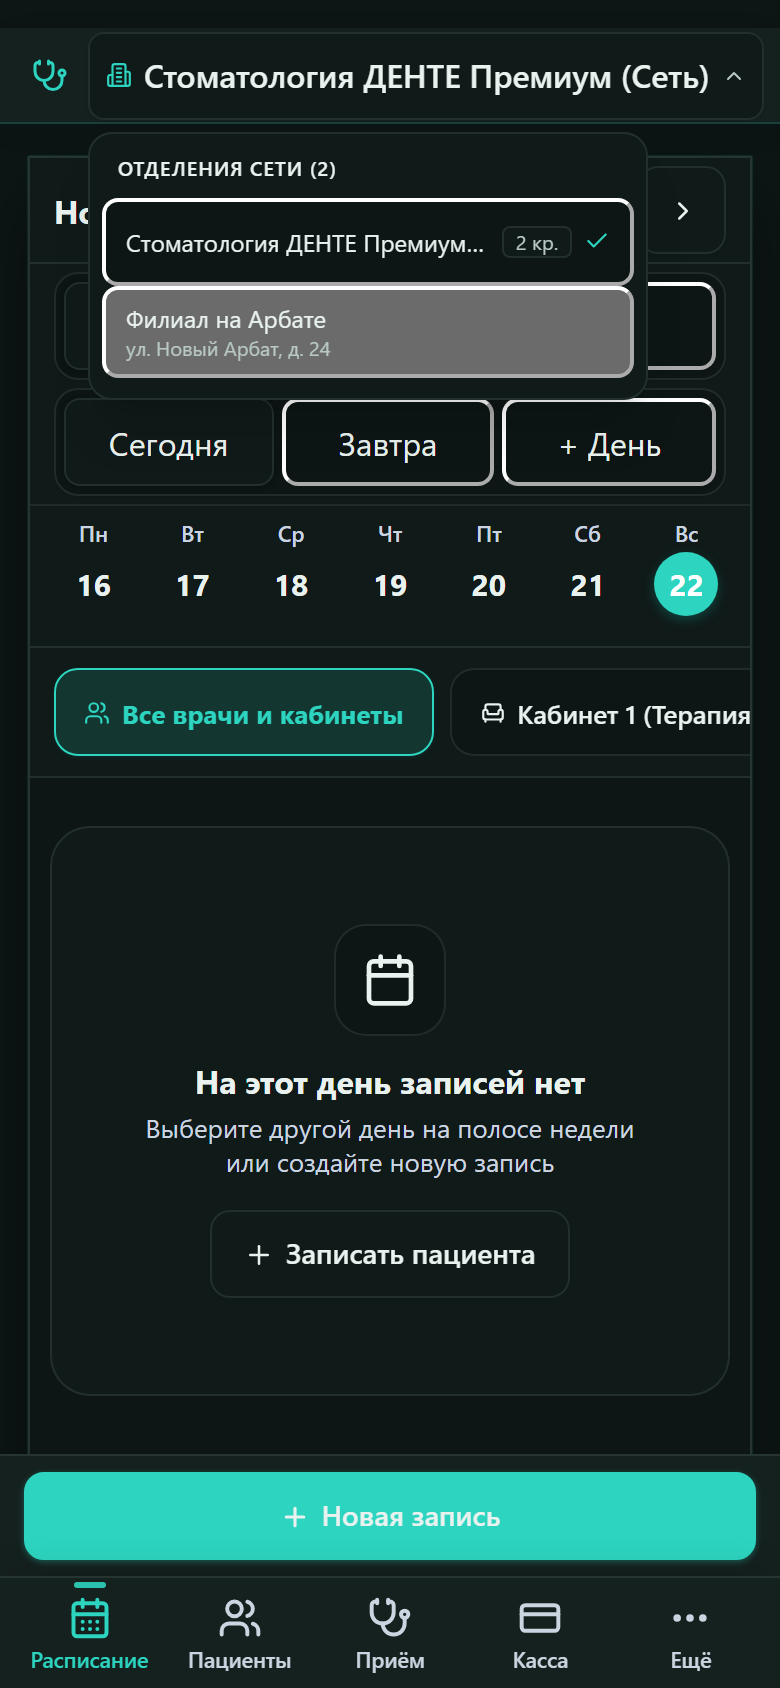 Стоматология ДЕНТЕ Премиум (Сеть)
ОТДЕЛЕНИЯ СЕТИ (2)
Стоматология ДЕНТЕ Премиум... 2 кр.
Филиал на Арбате
ул. Новый Арбат, д. 24
Сегодня Завтра + День
Пн Вт Ср Чт Пт Сб Вс
16 17 18 19 20 21 22
Все врачи и кабинеты Кабинет 1 (Терапия
На этот день записей нет
Выберите другой день на полосе недели
или создайте новую запись
+ Записать пациента
+ Новая запись
Расписание Пациенты Приём Касса Ещё